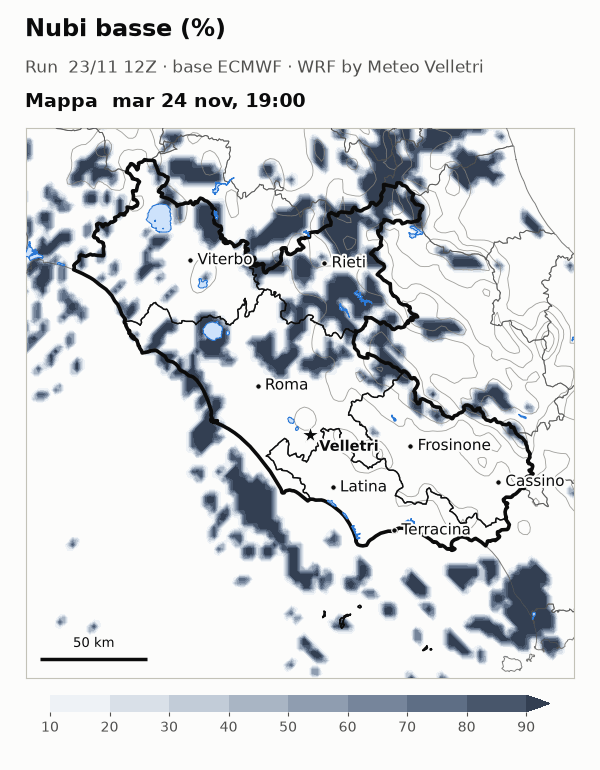 Nubi basse (%)
Run 23/11 12Z · base ECMWF · WRF by Meteo Velletri
Mappa mar 24 nov, 19:00
Viterbo
Rieti
Roma
Velletri
Frosinone
Latina
Cassino
Terracina
50 km
10 20 30 40 50 60 70 80 90